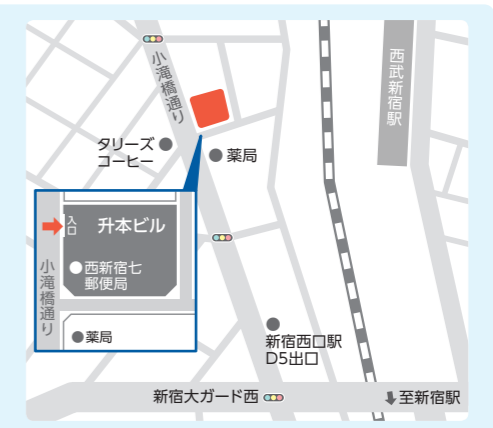 小滝橋通り
西武新宿駅
タリーズ
コーヒー
薬局
入口
升本ビル
西新宿七
郵便局
小滝橋通り
薬局
新宿西口駅
D5出口
新宿大ガード西
至新宿駅